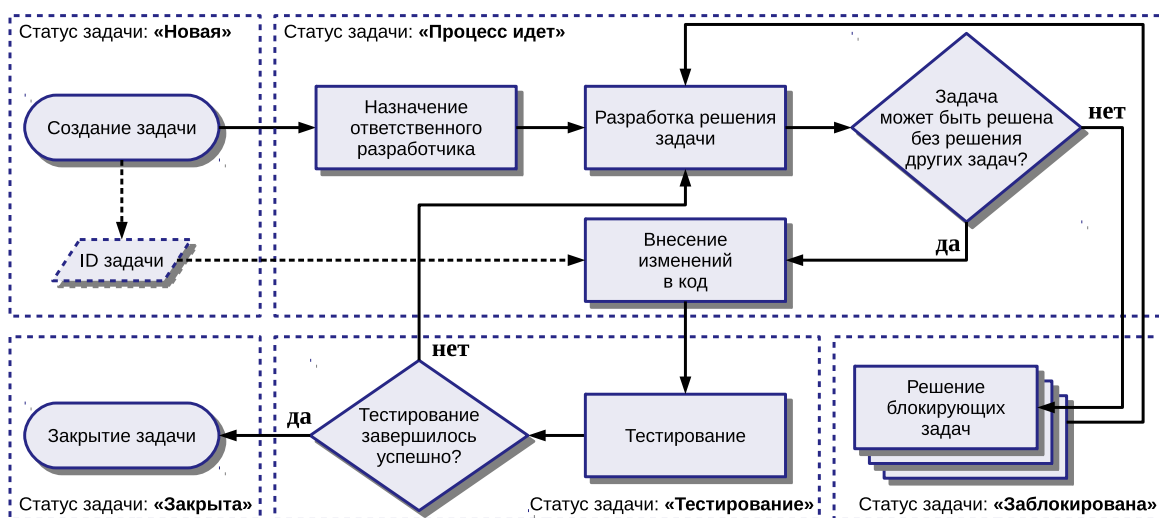 Статус задачи: «Новая»
Статус задачи: «Процесс идет»
Создание задачи
Назначение
ответственного
разработчика
Разработка решения
задачи
Задача
может быть решена
без решения
других задач?
нет
да
ID задачи
Внесение
изменений
в код
нет
да
Закрытие задачи
Тестирование
завершилось
успешно?
Тестирование
Решение
блокирующих
задач
Статус задачи: «Закрыта»
Статус задачи: «Тестирование»
Статус задачи: «Заблокирована»